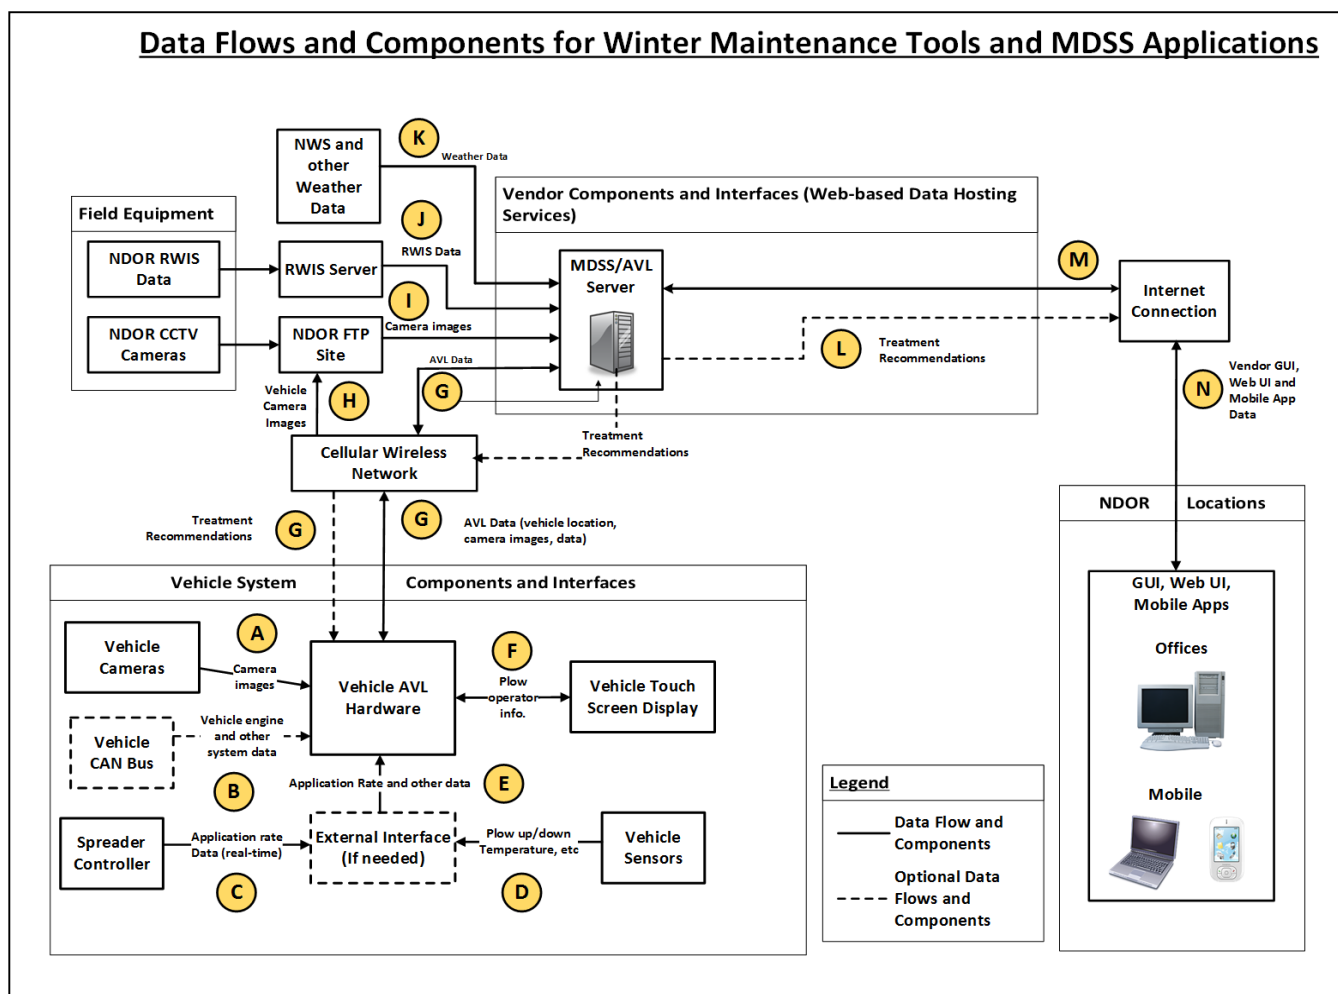 Data Flows and Components for Winter Maintenance Tools and MDSS Applications
K
NWS and
other
Weather
Data
Weather Data
Vendor Components and Interfaces (Web-based Data Hosting
Services)
Field Equipment
J
RWIS Data
NDOR RWIS
Data
RWIS Server
MDSS/AVL
Server
M
Internet
Connection
I
Camera images
NDOR CCTV
Cameras
NDOR FTP
Site
L
Treatment
Recommendations
AVL Data
G
H
Vehicle
Camera
Images
N
Vendor GUI,
Web UI and
Mobile App
Data
Treatment
Recommendations
Cellular Wireless
Network
Treatment
Recommendations
G
G
AVL Data (vehicle location,
camera images, data)
NDOR Locations
Vehicle System Components and Interfaces
GUI, Web UI,
Mobile Apps
Offices
Mobile
A
Vehicle
Cameras
Camera
images
Vehicle AVL
Hardware
F
Plow
operator
info.
Vehicle Touch
Screen Display
Vehicle
CAN Bus
Vehicle engine
and other
system data
B
Application Rate and other data
E
Spreader
Controller
Application rate
Data (real-time)
C
External Interface
(If needed)
Plow up/down
Temperature, etc
D
Vehicle
Sensors
Legend
Data Flow and
Components
Optional Data
Flows and
Components